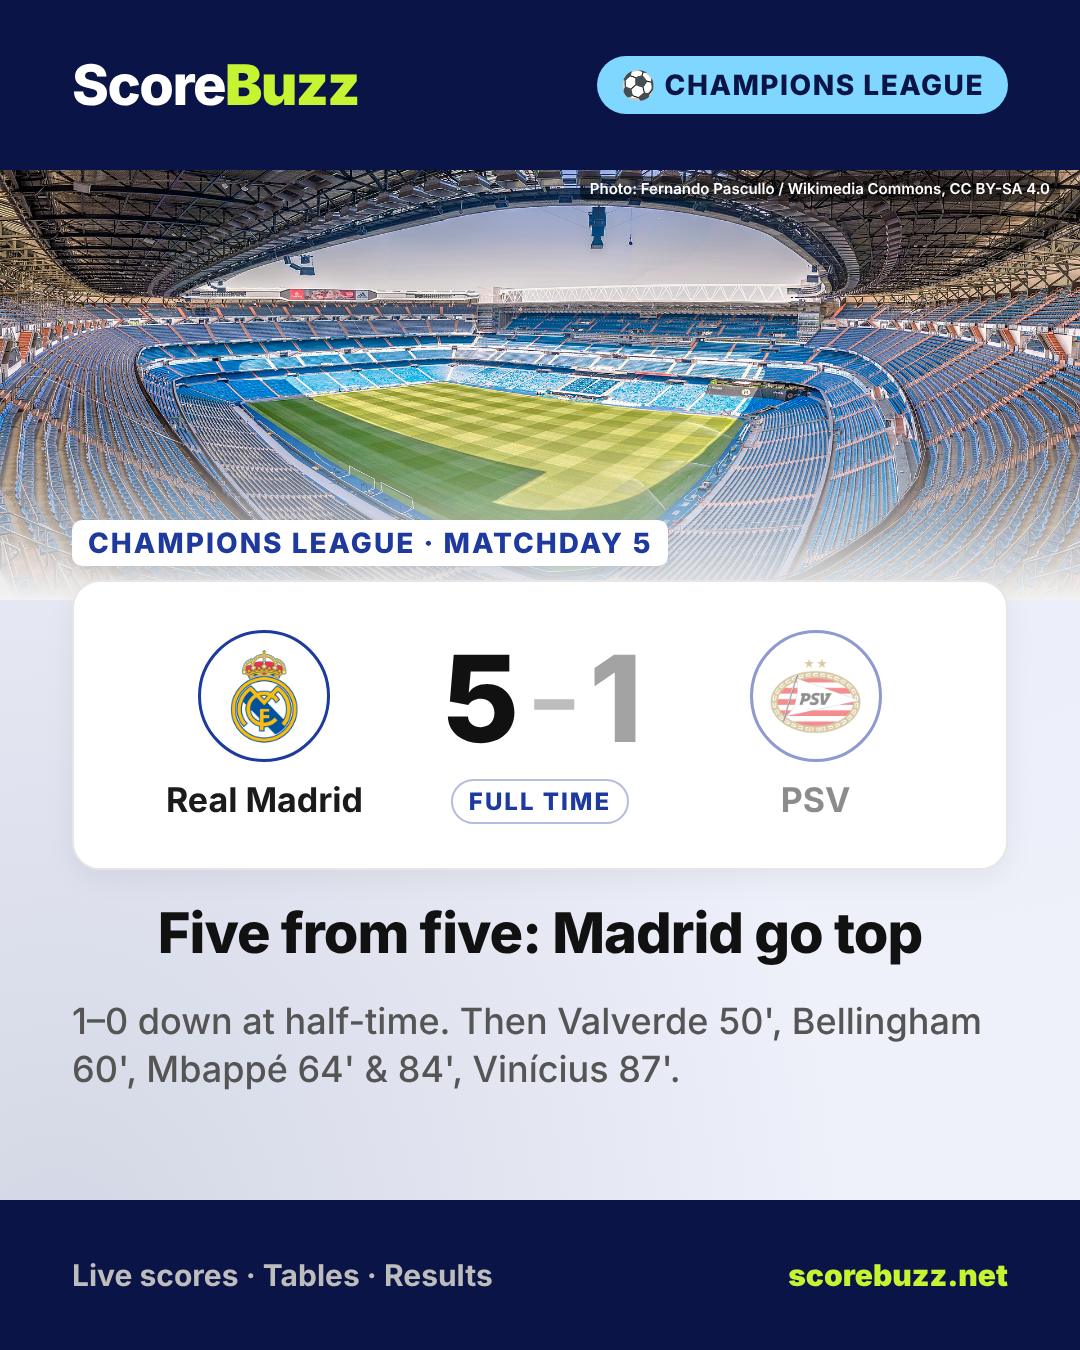 ScoreBuzz
⚽ CHAMPIONS LEAGUE
Photo: Fernando Pascullo / Wikimedia Commons, CC BY-SA 4.0
CHAMPIONS LEAGUE · MATCHDAY 5
5 - 1
PSV
Real Madrid
FULL TIME
PSV
Five from five: Madrid go top
1–0 down at half-time. Then Valverde 50', Bellingham
60', Mbappé 64' & 84', Vinícius 87'.
Live scores · Tables · Results
scorebuzz.net